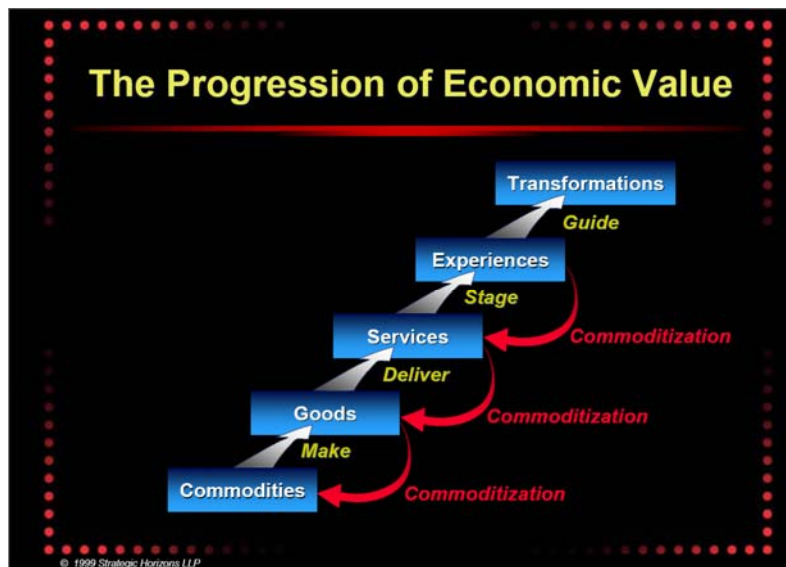 The Progression of Economic Value
Transformations
Guide
Experiences
Stage
Commoditization
Services
Deliver
Commoditization
Goods
Make
Commoditization
Commodities
© 1999 Strategic Horizons LLP